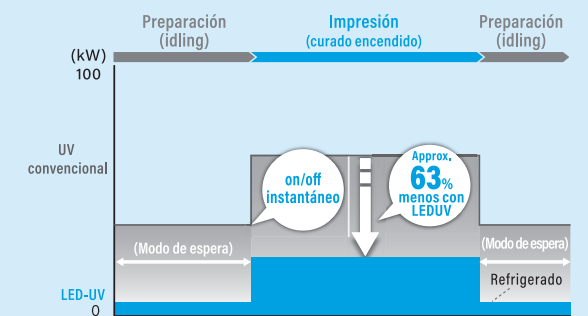 Preparación
(idling)
Impresión
(curado encendido)
Preparación
(idling)
(kW)
100
UV
convencional
on/off
instantáneo
Approx.
63%
menos con
LEDUV
(Modo de espera)
(Modo de espera)
Refrigerado
LED-UV
0